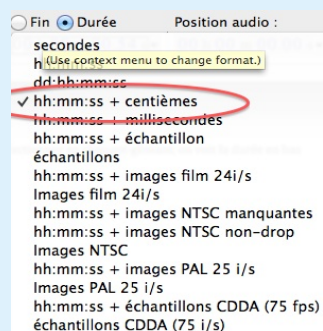 Fin Durée Position audio :
secondes
(Use context menu to change format.)
dd:hh:mm:ss
hh:mm:ss + centièmes
hh:mm:ss + millisecondes
hh:mm:ss + échantillon
échantillons
hh:mm:ss + images film 24i/s
Images film 24i/s
hh:mm:ss + images NTSC manquantes
hh:mm:ss + images NTSC non-drop
Images NTSC
hh:mm:ss + images PAL 25 i/s
Images PAL 25 i/s
hh:mm:ss + échantillons CDDA (75 fps)
échantillons CDDA (75 i/s)